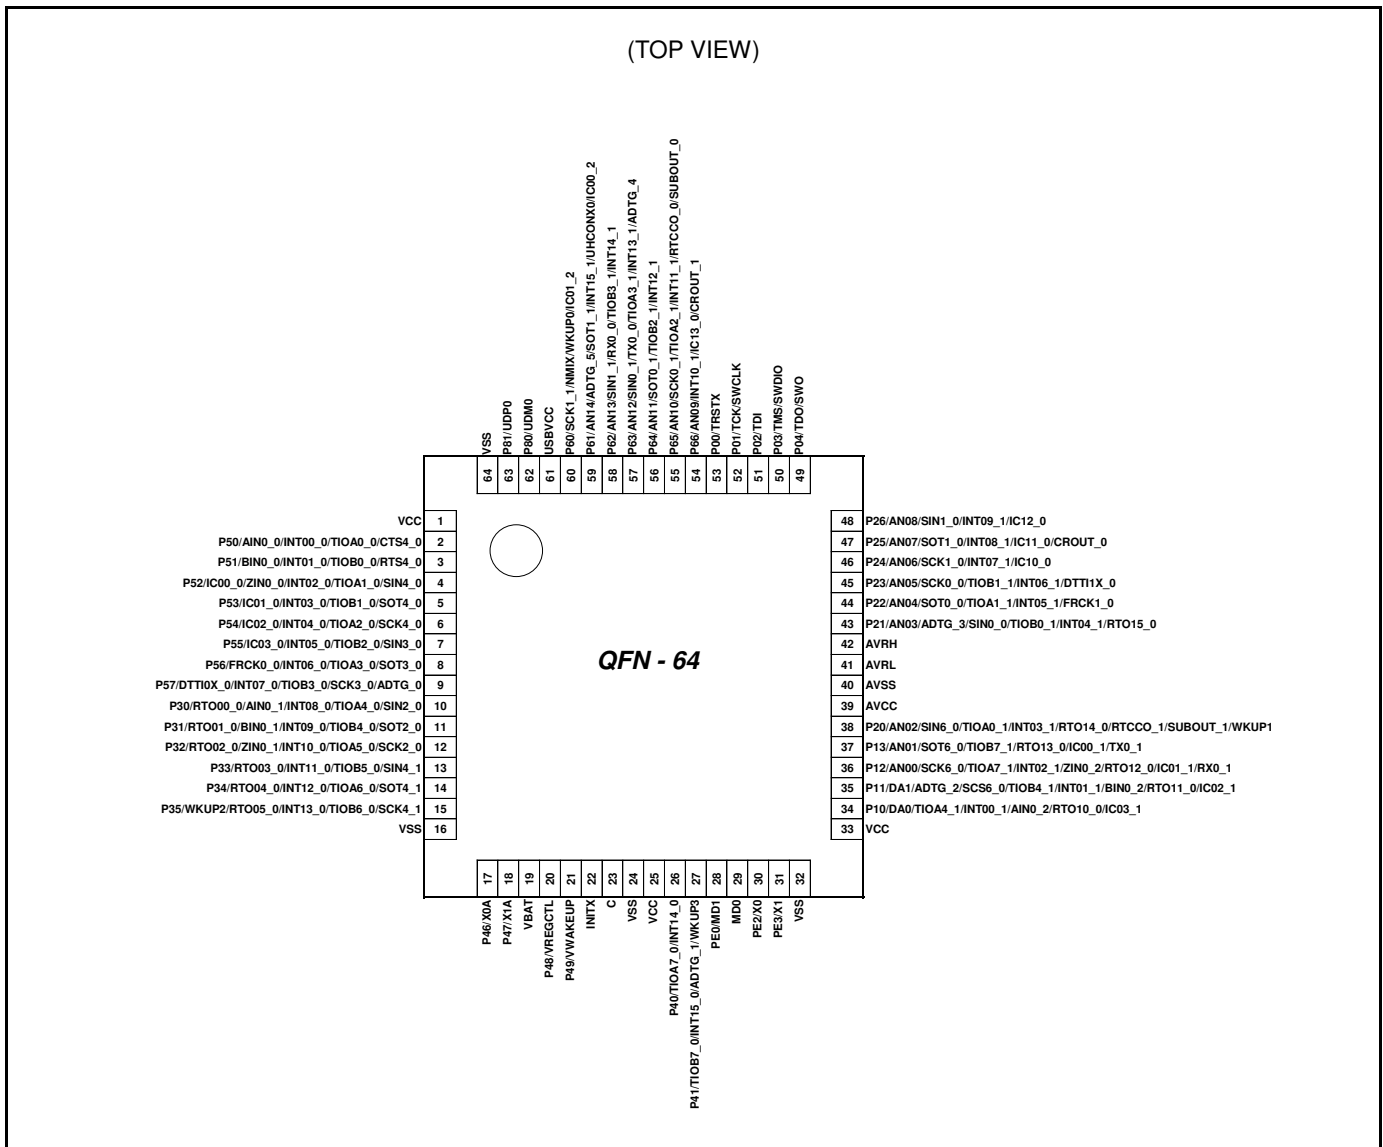 (TOP VIEW)
VSS
P81/UDP0
P80/UDM0
USBVCC
P60/SCK1_1/NMIX/WKUP0/IC01_2
P61/AN14/ADTG_5/SOT1_1/INT15_1/UHCONX0/IC00_2
P62/AN13/SIN1_1/RX0_0/TIOB3_1/INT14_1
P63/AN12/SIN0_1/TX0_0/TIOA3_1/INT13_1/ADTG_4
P64/AN11/SOT0_1/TIOB2_1/INT12_1
P65/AN10/SCK0_1/TIOA2_1/INT11_1/RTCCO_0/SUBOUT_0
P66/AN09/INT10_1/IC13_0/CROUT_1
P00/TRSTX
P01/TCK/SWCLK
P02/TDI
P03/TMS/SWDIO
P04/TDO/SWO
64 63 62 61 60 59 58 57 56 55 54 53 52 51 50 49
VCC 1
P50/AIN0_0/INT00_0/TIOA0_0/CTS4_0 2
P51/BIN0_0/INT01_0/TIOB0_0/RTS4_0 3
P52/IC00_0/ZIN0_0/INT02_0/TIOA1_0/SIN4_0 4
P53/IC01_0/INT03_0/TIOB1_0/SOT4_0 5
P54/IC02_0/INT04_0/TIOA2_0/SCK4_0 6
P55/IC03_0/INT05_0/TIOB2_0/SIN3_0 7
P56/FRCK0_0/INT06_0/TIOA3_0/SOT3_0 8
P57/DTTI0X_0/INT07_0/TIOB3_0/SCK3_0/ADTG_0 9
P30/RTO00_0/AIN0_1/INT08_0/TIOA4_0/SIN2_0 10
P31/RTO01_0/BIN0_1/INT09_0/TIOB4_0/SOT2_0 11
P32/RTO02_0/ZIN0_1/INT10_0/TIOA5_0/SCK2_0 12
P33/RTO03_0/INT11_0/TIOB5_0/SIN4_1 13
P34/RTO04_0/INT12_0/TIOA6_0/SOT4_1 14
P35/WKUP2/RTO05_0/INT13_0/TIOB6_0/SCK4_1 15
VSS 16
QFN - 64
48 P26/AN08/SIN1_0/INT09_1/IC12_0
47 P25/AN07/SOT1_0/INT08_1/IC11_0/CROUT_0
46 P24/AN06/SCK1_0/INT07_1/IC10_0
45 P23/AN05/SCK0_0/TIOB1_1/INT06_1/DTTI1X_0
44 P22/AN04/SOT0_0/TIOA1_1/INT05_1/FRCK1_0
43 P21/AN03/ADTG_3/SIN0_0/TIOB0_1/INT04_1/RTO15_0
42 AVRH
41 AVRL
40 AVSS
39 AVCC
38 P20/AN02/SIN6_0/TIOA0_1/INT03_1/RTO14_0/RTCCO_1/SUBOUT_1/WKUP1
37 P13/AN01/SOT6_0/TIOB7_1/RTO13_0/IC00_1/TX0_1
36 P12/AN00/SCK6_0/TIOA7_1/INT02_1/ZIN0_2/RTO12_0/IC01_1/RX0_1
35 P11/DA1/ADTG_2/SCS6_0/TIOB4_1/INT01_1/BIN0_2/RTO11_0/IC02_1
34 P10/DA0/TIOA4_1/INT00_1/AIN0_2/RTO10_0/IC03_1
33 VCC
17 18 19 20 21 22 23 24 25 26 27 28 29 30 31 32
P46/X0A
P47/X1A
VBAT
P48/VREGCTL
P49/VWAKEUP
INITX
C
VSS
VCC
P40/TIOA7_0/INT14_0
P41/TIOB7_0/INT15_0/ADTG_1/WKUP3
PE0/MD1
MD0
PE2/X0
PE3/X1
VSS